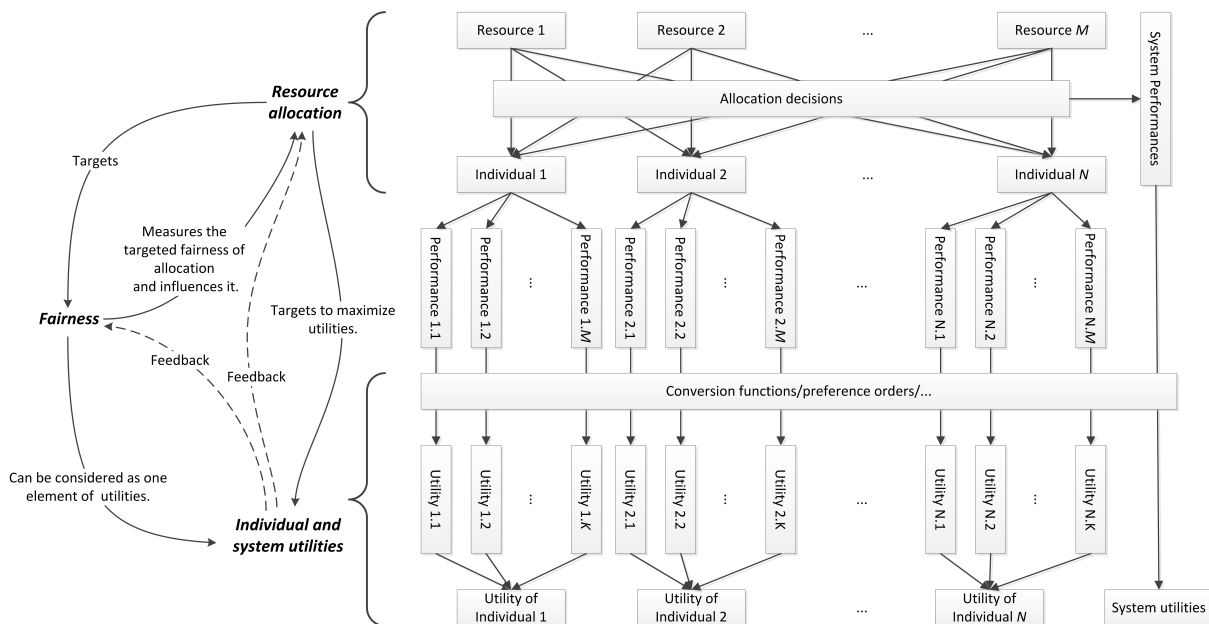 Resource 1
Resource 2
...
Resource M
System Performances
Allocation decisions
Resource
allocation
Targets
Individual 1
Individual 2
...
Individual N
Measures the
targeted fairness of
allocation
and influences it.
Performance 1.1
Performance 1.2
...
Performance 1.M
Performance 2.1
Performance 2.2
...
Performance 2.M
...
Performance N.1
Performance N.2
...
Performance N.M
Fairness
Targets to maximize
utilities.
Feedback
Feedback
Conversion functions/preference orders/...
Can be considered as one
element of utilities.
Individual and
system utilities
Utility 1.1
Utility 1.2
...
Utility 1.K
Utility 2.1
Utility 2.2
...
Utility 2.K
...
Utility N.1
Utility N.2
...
Utility N.K
Utility of
Individual 1
Utility of
Individual 2
...
Utility of
Individual N
System utilities